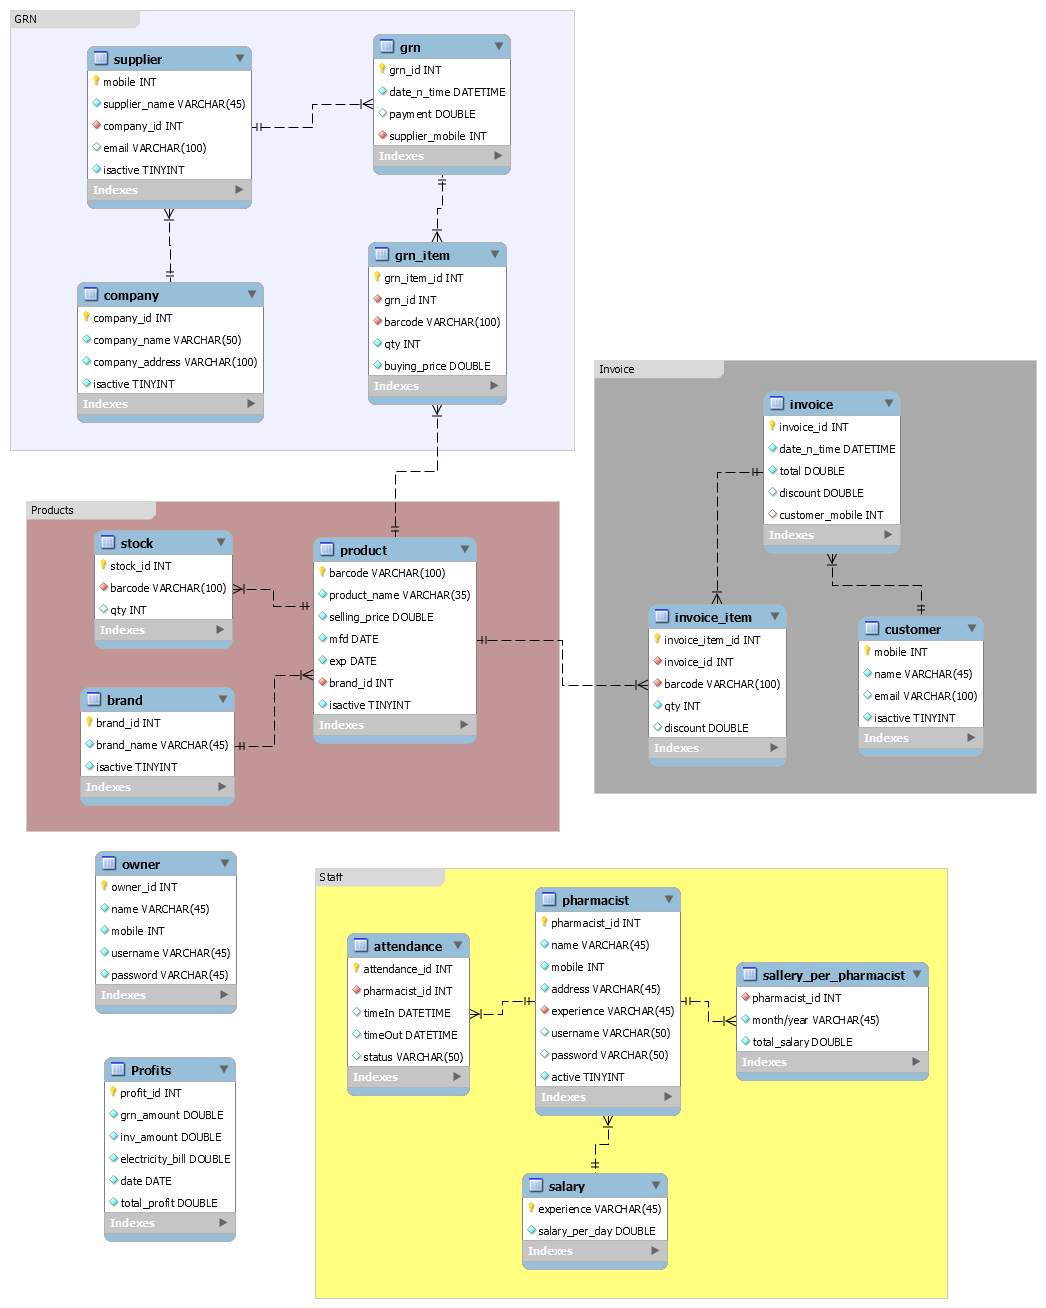 GRN
supplier
mobile INT
supplier_name VARCHAR(45)
company_id INT
email VARCHAR(100)
isactive TINYINT
Indexes
grn
grn_id INT
date_n_time DATETIME
payment DOUBLE
supplier_mobile INT
Indexes
company
company_id INT
company_name VARCHAR(50)
company_address VARCHAR(100)
isactive TINYINT
Indexes
grn_item
grn_item_id INT
grn_id INT
barcode VARCHAR(100)
qty INT
buying_price DOUBLE
Indexes
Invoice
invoice
invoice_id INT
date_n_time DATETIME
total DOUBLE
discount DOUBLE
customer_mobile INT
Indexes
invoice_item
invoice_item_id INT
invoice_id INT
barcode VARCHAR(100)
qty INT
discount DOUBLE
Indexes
customer
mobile INT
name VARCHAR(45)
email VARCHAR(100)
isactive TINYINT
Indexes
Products
stock
stock_id INT
barcode VARCHAR(100)
qty INT
Indexes
product
barcode VARCHAR(100)
product_name VARCHAR(35)
selling_price DOUBLE
mfd DATE
exp DATE
brand_id INT
isactive TINYINT
Indexes
brand
brand_id INT
brand_name VARCHAR(45)
isactive TINYINT
Indexes
owner
owner_id INT
name VARCHAR(45)
mobile INT
username VARCHAR(45)
password VARCHAR(45)
Indexes
Profits
profit_id INT
grn_amount DOUBLE
inv_amount DOUBLE
electricity_bill DOUBLE
date DATE
total_profit DOUBLE
Indexes
Staff
attendance
attendance_id INT
pharmacist_id INT
timeIn DATETIME
timeOut DATETIME
status VARCHAR(50)
Indexes
pharmacist
pharmacist_id INT
name VARCHAR(45)
mobile INT
address VARCHAR(45)
experience VARCHAR(45)
username VARCHAR(50)
password VARCHAR(50)
active TINYINT
Indexes
sallery_per_pharmacist
pharmacist_id INT
month/year VARCHAR(45)
total_salary DOUBLE
Indexes
salary
experience VARCHAR(45)
salary_per_day DOUBLE
Indexes